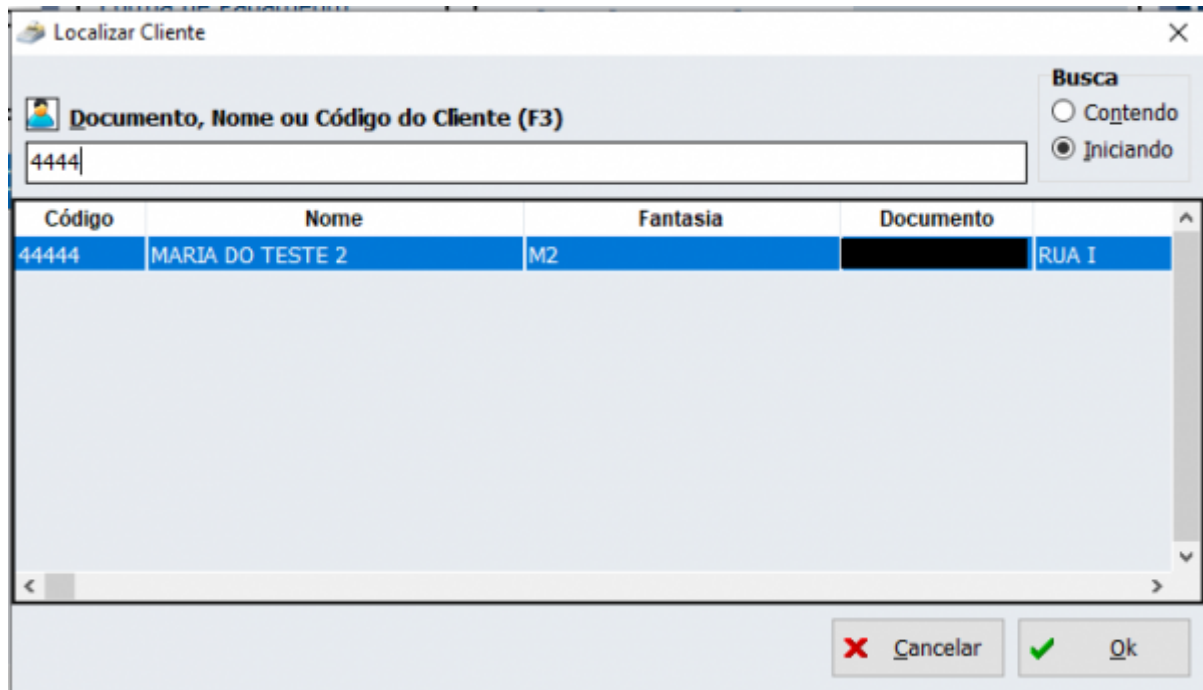 Localizar Cliente
Busca
Documento, Nome ou Código do Cliente (F3)
Contendo
4444
Iniciando
Código Nome Fantasia Documento
44444 MARIA DO TESTE 2 M2 RUA I
Cancelar Ok